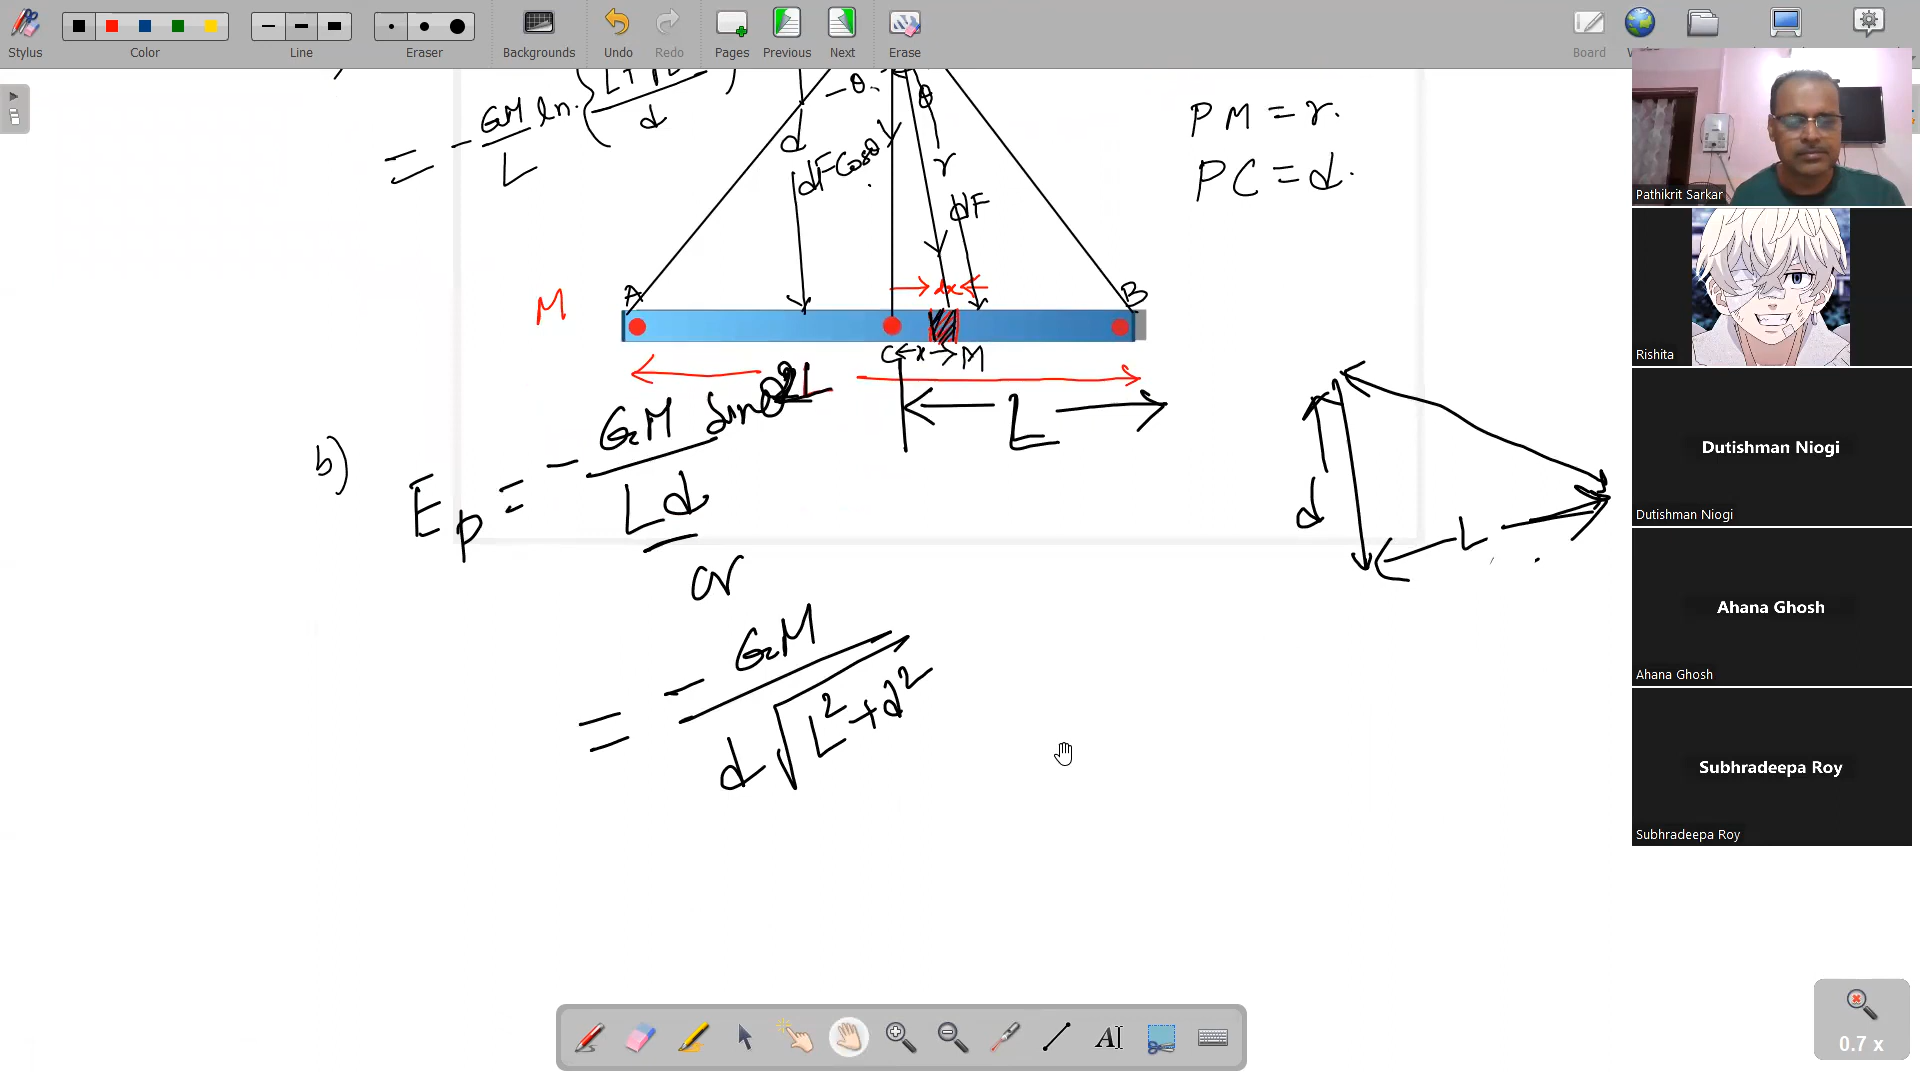 Stylus
Color
Line
Eraser
Backgrounds
Undo
Redo
Pages
Previous
Next
Erase
Board
= - GM/L ln. { /d
- θ
θ
d
dF Cosθ
r
dF
PM = r.
PC = d.
M
A
B
dx
C
x
M
2L
L
b)
Ep = - GM sinθ/Ld
or
= - GM/d√L²+d²
d
L
Pathikrit Sarkar
Rishita
Dutishman Niogi
Dutishman Niogi
Ahana Ghosh
Ahana Ghosh
Subhradeepa Roy
Subhradeepa Roy
AI
0.7 x